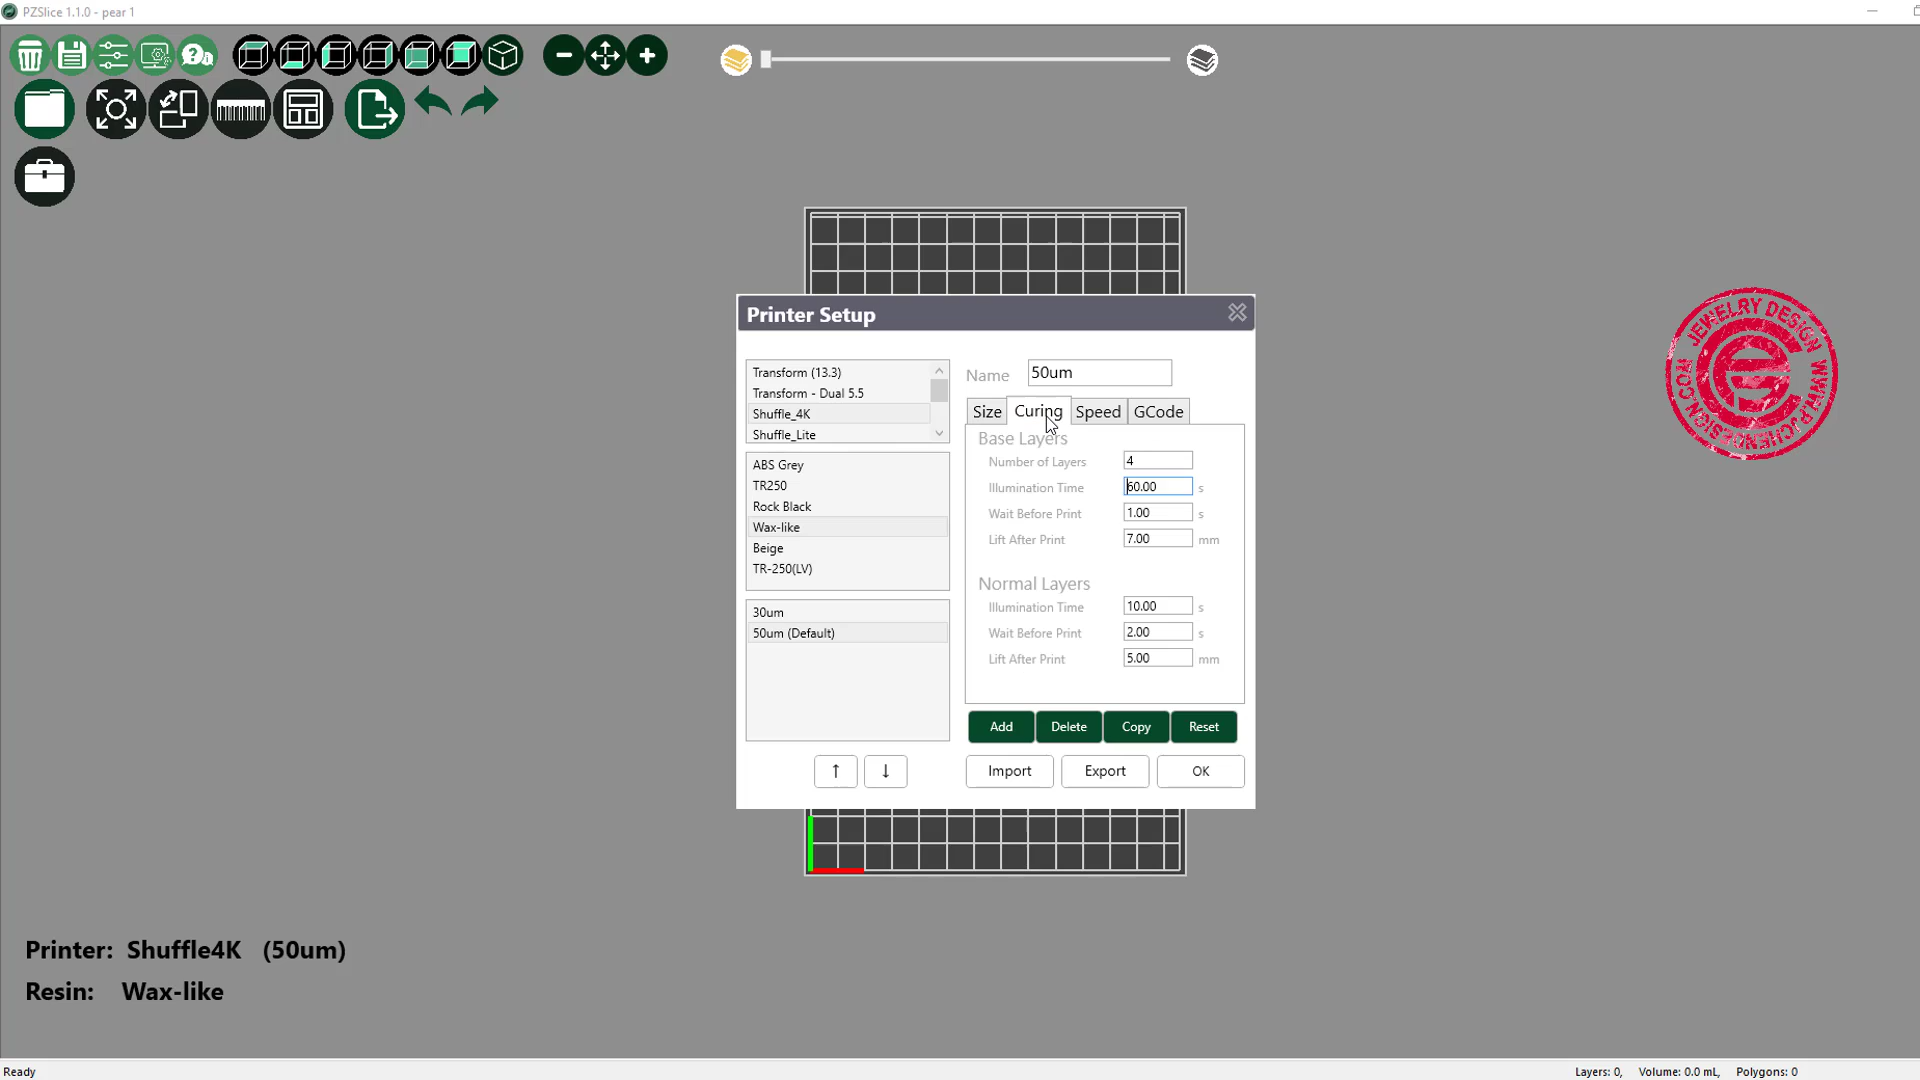 PZSlice 1.1.0 - pear 1
Printer Setup
Transform (13.3)
Transform - Dual 5.5
Shuffle_4K
Shuffle_Lite
ABS Grey
TR250
Rock Black
Wax-like
Beige
TR-250(LV)
30um
50um (Default)
↑ ↓
Name 50um
Size Curing Speed GCode
Base Layers
Number of Layers 4
Illumination Time 60.00 s
Wait Before Print 1.00 s
Lift After Print 7.00 mm
Normal Layers
Illumination Time 10.00 s
Wait Before Print 2.00 s
Lift After Print 5.00 mm
Add Delete Copy Reset
Import Export OK
JEWELRY DESIGN
WWW.PJCHENDESIGN.COM
Printer: Shuffle4K (50um)
Resin: Wax-like
Ready
Layers: 0, Volume: 0.0 mL, Polygons: 0